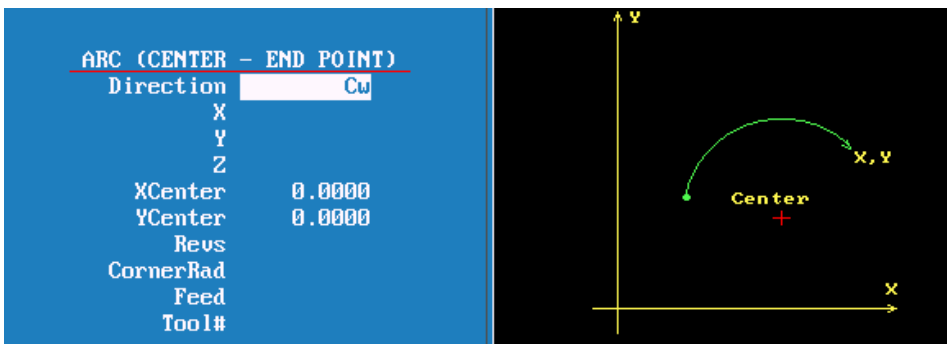 ARC (CENTER - END POINT)
Direction Cw
X
Y
Z
XCenter 0.0000
YCenter 0.0000
Revs
CornerRad
Feed
Tool#
Y
X,Y
Center
X